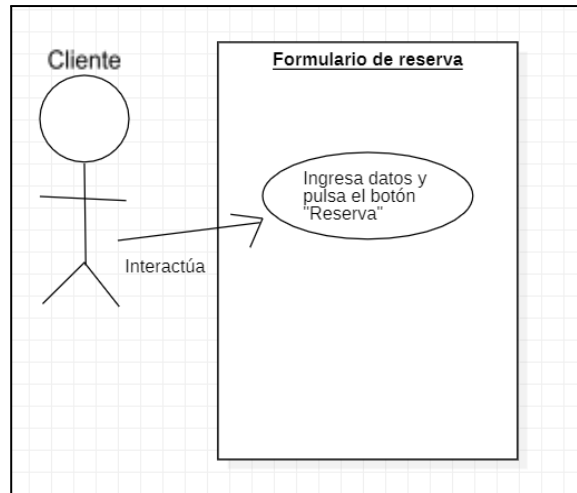 Cliente
Formulario de reserva
Ingresa datos y
pulsa el botón
"Reserva"
Interactúa